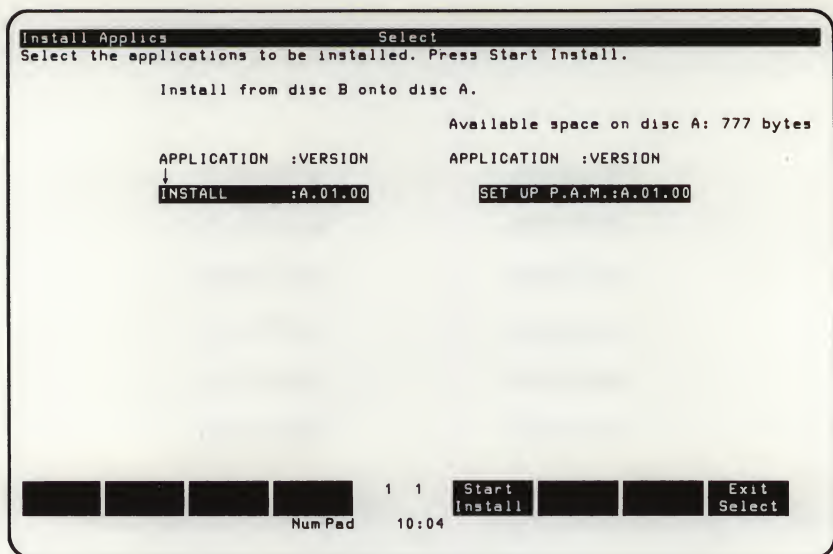 Install Applics Select
Select the applications to be installed. Press Start Install.
Install from disc B onto disc A.
Available space on disc A: 777 bytes
APPLICATION :VERSION APPLICATION :VERSION
↓
INSTALL :A.01.00 SET UP P.A.M.:A.01.00
1 1 Start Install Exit Select
Num Pad 10:04